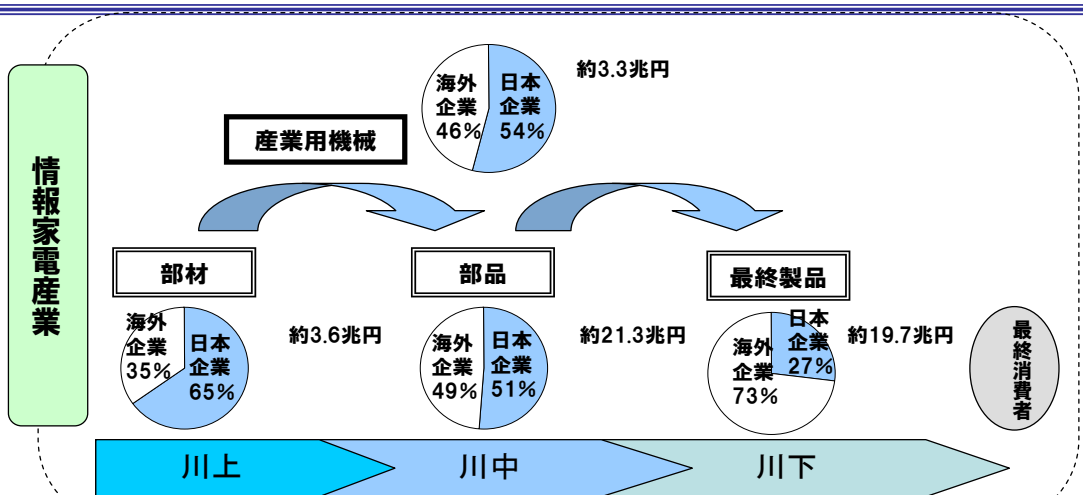 情報家電産業
海外
企業
46%
日本
企業
54%
約3.3兆円
産業用機械
部材
海外
企業
35%
日本
企業
65%
約3.6兆円
部品
海外
企業
49%
日本
企業
51%
約21.3兆円
最終製品
海外
企業
73%
日本
企業
27%
約19.7兆円
最終消費者
川上
川中
川下